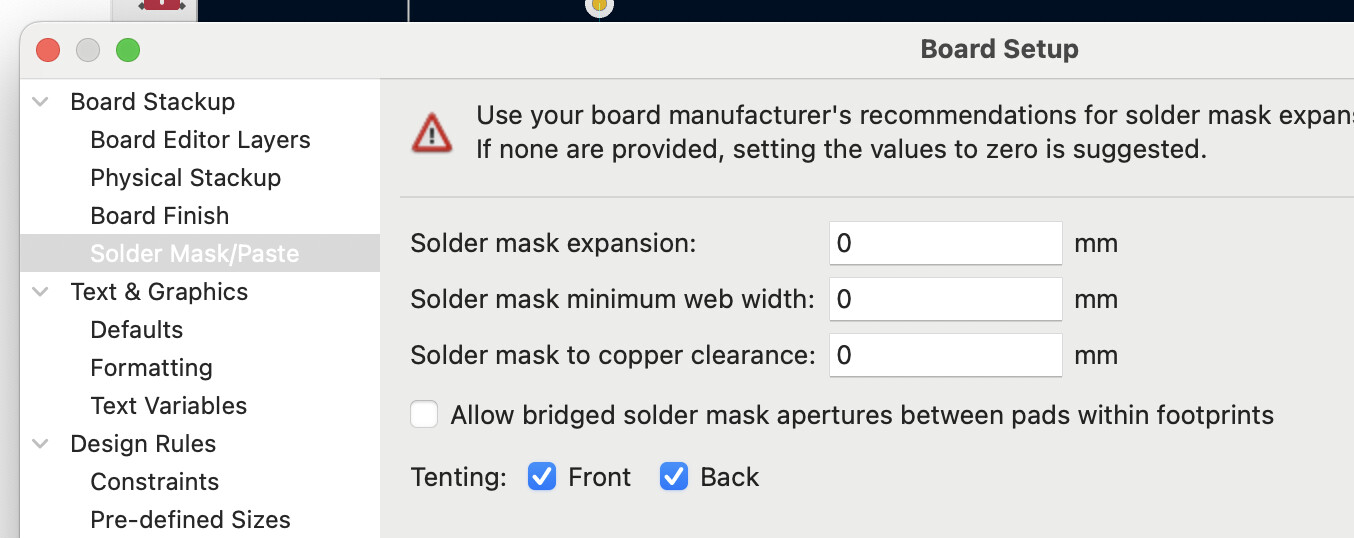 Board Setup
Board Stackup
Board Editor Layers
Physical Stackup
Board Finish
Solder Mask/Paste
Text & Graphics
Defaults
Formatting
Text Variables
Design Rules
Constraints
Pre-defined Sizes
Use your board manufacturer's recommendations for solder mask expan
If none are provided, setting the values to zero is suggested.
Solder mask expansion: 0 mm
Solder mask minimum web width: 0 mm
Solder mask to copper clearance: 0 mm
Allow bridged solder mask apertures between pads within footprints
Tenting: Front Back